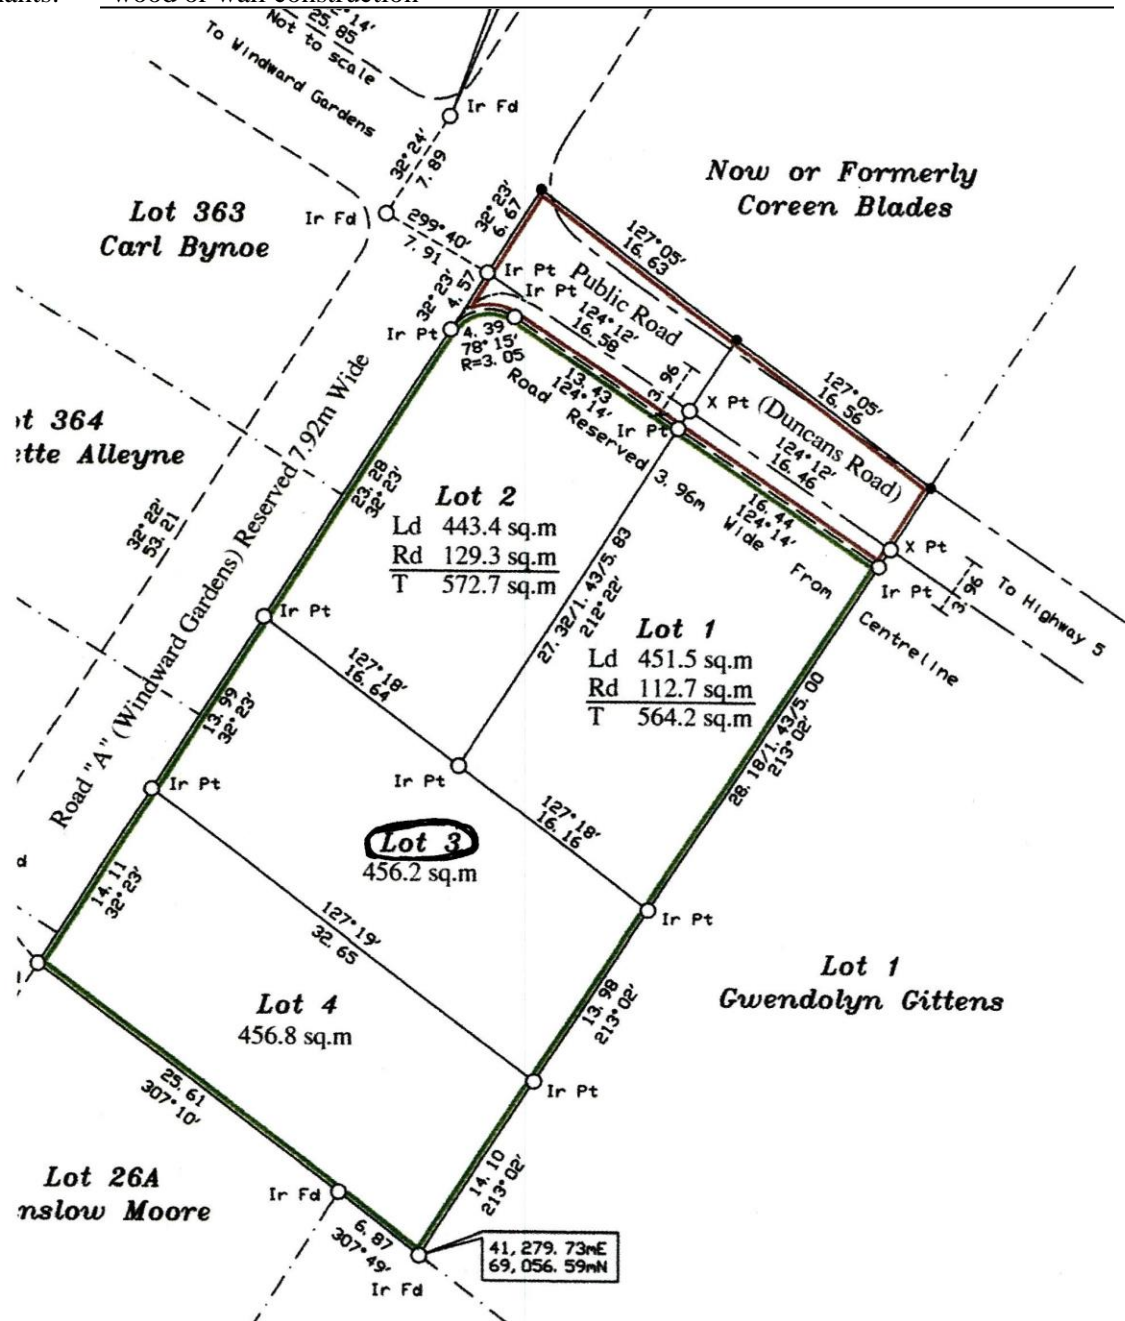 wood or wall construction
25.85
Not to scale
To Windward Gardens
Ir Fd
32°24'
7.89
Now or Formerly
Coreen Blades
Lot 363
Carl Bynoe
Ir Fd
299°40'
7.91
32°23'
6.67
127°05'
16.63
Ir Pt
Ir Pt
Public Road
124°12'
16.58
32°23'
4.57
Ir Pt
4.39
78°15'
R=3.05
13.43
124°14'
3.96
X Pt
(Duncans Road)
127°05'
16.56
124°12'
16.46
Ir Pt
Road Reserved 3.96m Wide From Centreline
16.44
124°14'
X Pt
Ir Pt
3.96
To Highway 5
364
Alleyne
32°22'
53.21
Road "A" (Windward Gardens) Reserved 7.92m Wide
23.28
32°23'
Lot 2
Ld 443.4 sq.m
Rd 129.3 sq.m
T 572.7 sq.m
27.32/1.43/5.83
212°22'
Lot 1
Ld 451.5 sq.m
Rd 112.7 sq.m
T 564.2 sq.m
28.18/1.43/5.00
213°02'
Ir Pt
127°18'
16.64
13.99
32°23'
Ir Pt
Ir Pt
127°18'
16.16
Lot 3
456.2 sq.m
14.11
32°23'
127°19'
32.65
Ir Pt
13.98
213°02'
Lot 1
Gwendolyn Gittens
Lot 4
456.8 sq.m
Ir Pt
25.61
307°10'
14.10
213°02'
Lot 26A
Moore
Ir Fd
6.87
307°49'
Ir Fd
41,279.73mE
69,056.59mN